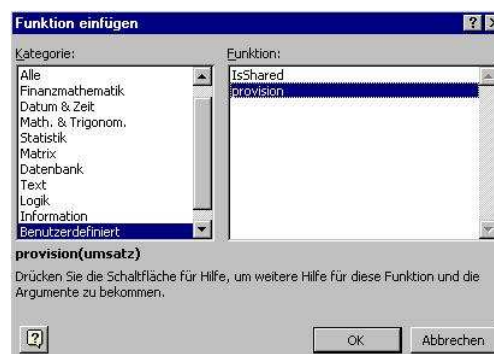 Funktion einfügen
Kategorie:
Funktion:
Alle
Finanzmathematik
Datum & Zeit
Math. & Trigonom.
Statistik
Matrix
Datenbank
Text
Logik
Information
Benutzerdefiniert
IsShared
provision
provision(umsatz)
Drücken Sie die Schaltfläche für Hilfe, um weitere Hilfe für diese Funktion und die
Argumente zu bekommen.
OK
Abbrechen